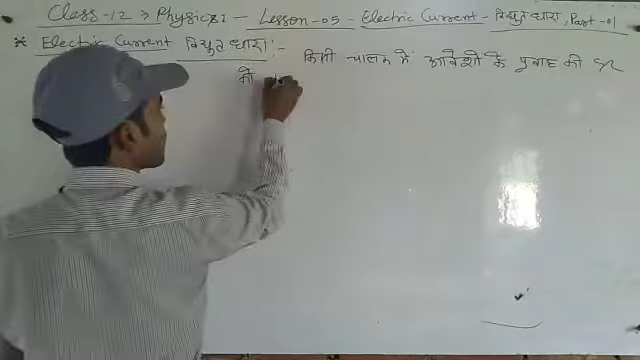 Class-12 → Physics: - Lesson-05 - Electric Current - विद्युत धारा, Part-01
* Electric Current विद्युत धारा :- किसी चालक में आवेशों के प्रवाह की दर
को